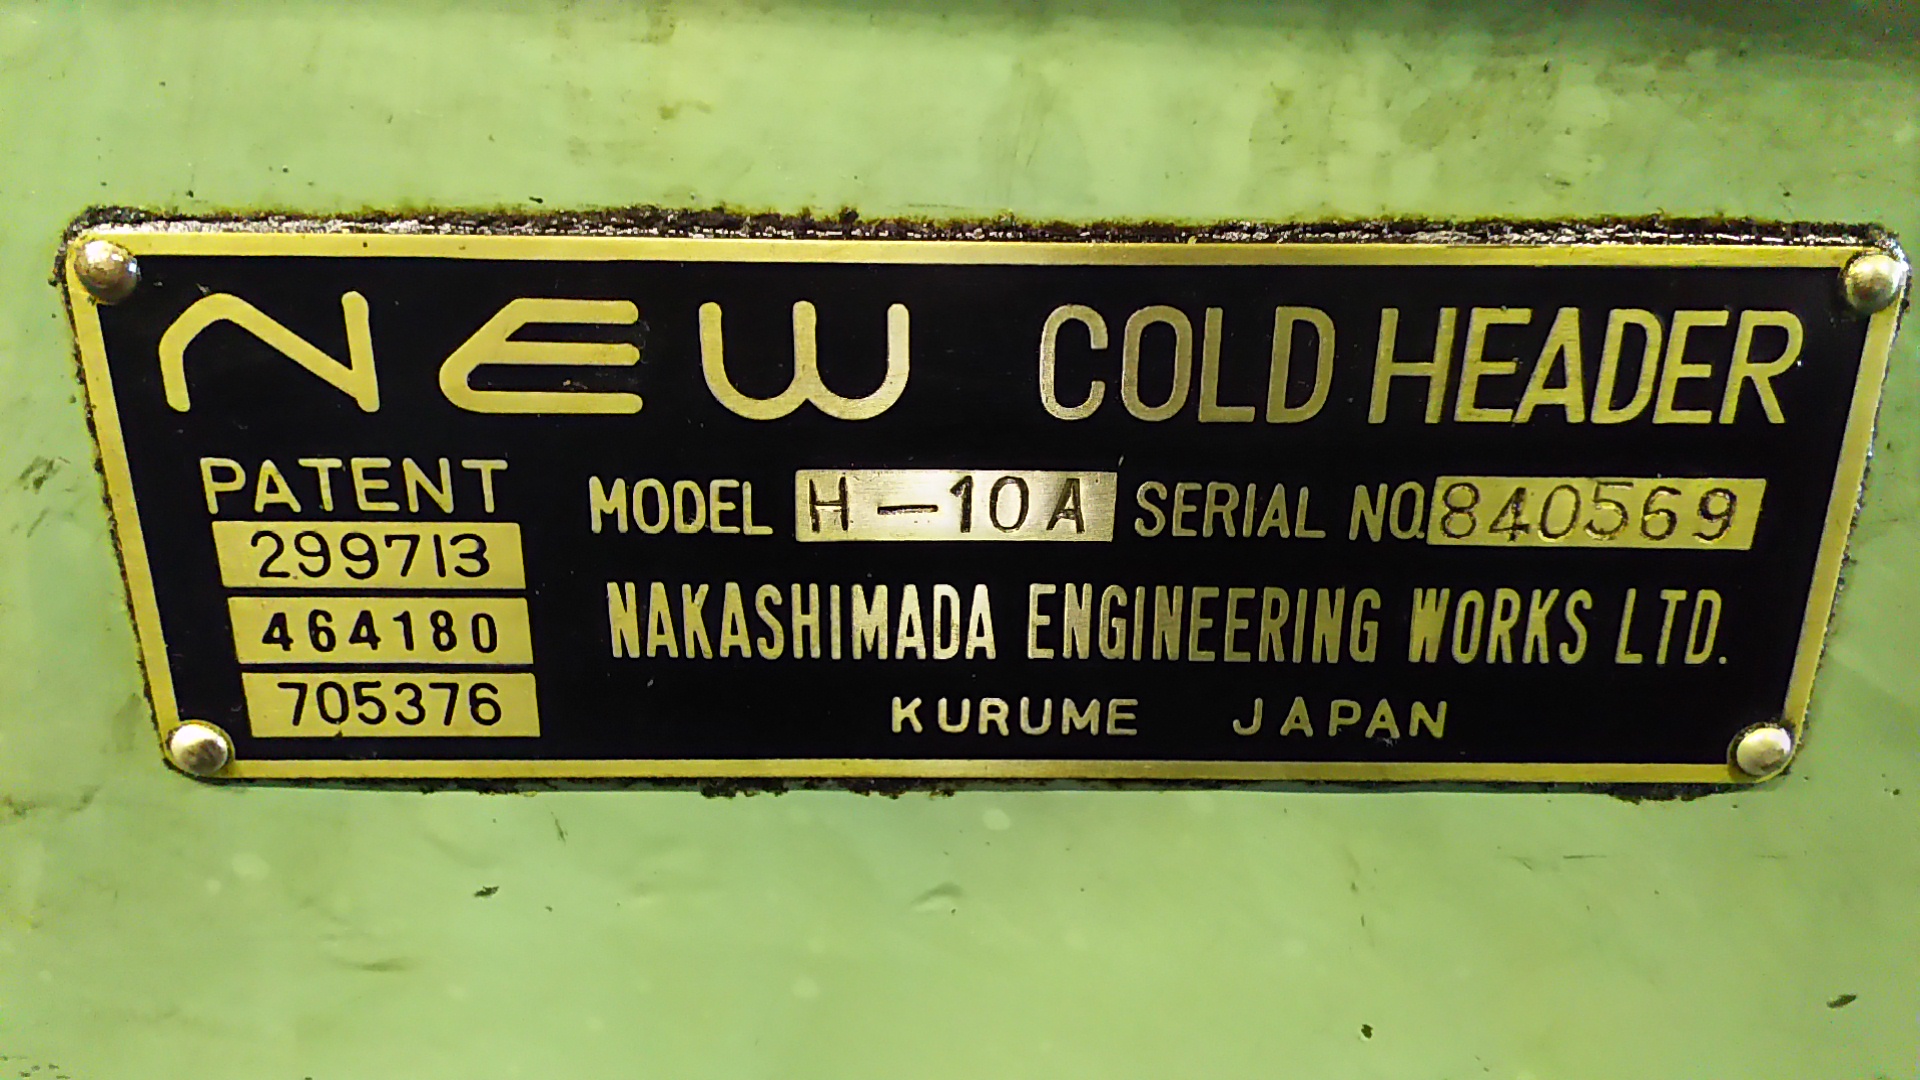 NEW COLD HEADER
PATENT
299713
464180
705376
MODEL H-10A SERIAL NO. 840569
NAKASHIMADA ENGINEERING WORKS LTD.
KURUME JAPAN